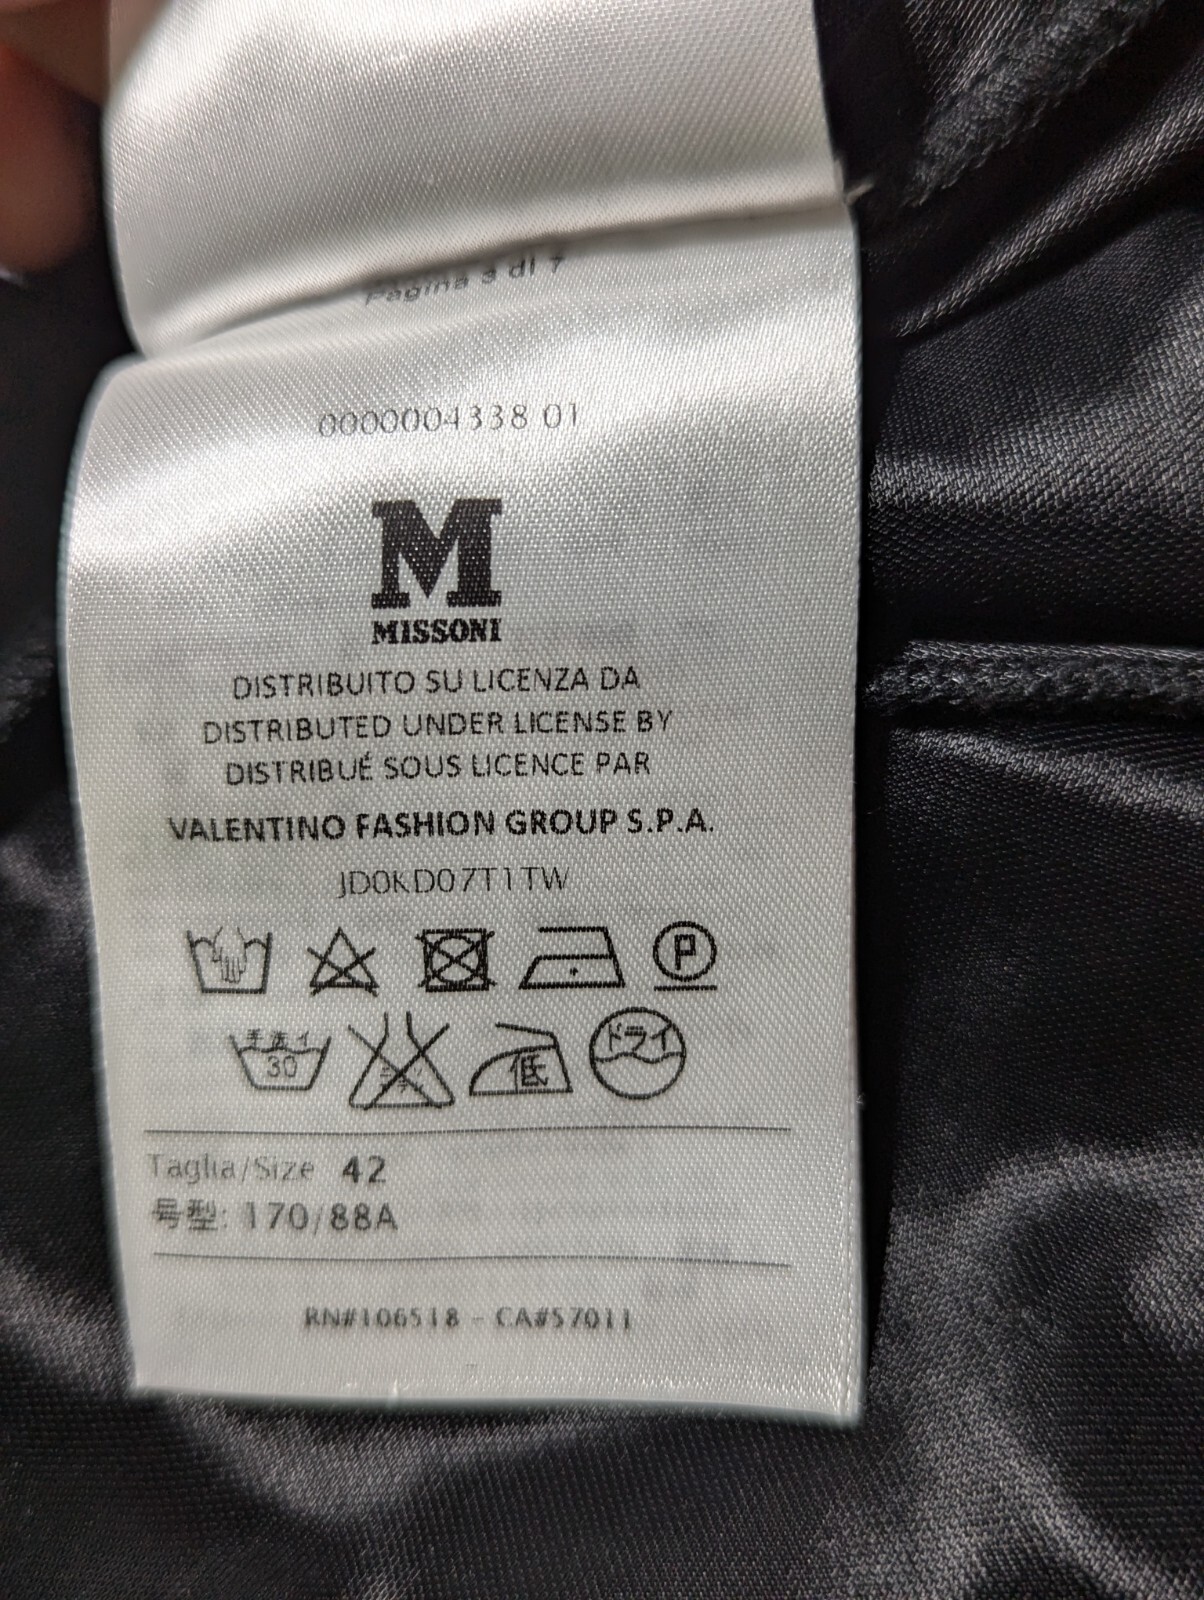 Pagina 3 di 7
0000004338 01
M
MISSONI
DISTRIBUITO SU LICENZA DA
DISTRIBUTED UNDER LICENSE BY
DISTRIBUÉ SOUS LICENCE PAR
VALENTINO FASHION GROUP S.P.A.
JD0KD07T1TW
P
手洗イ 30 低 ドライ
Taglia/Size 42
号型: 170/88A
RN#106518 - CA#57011